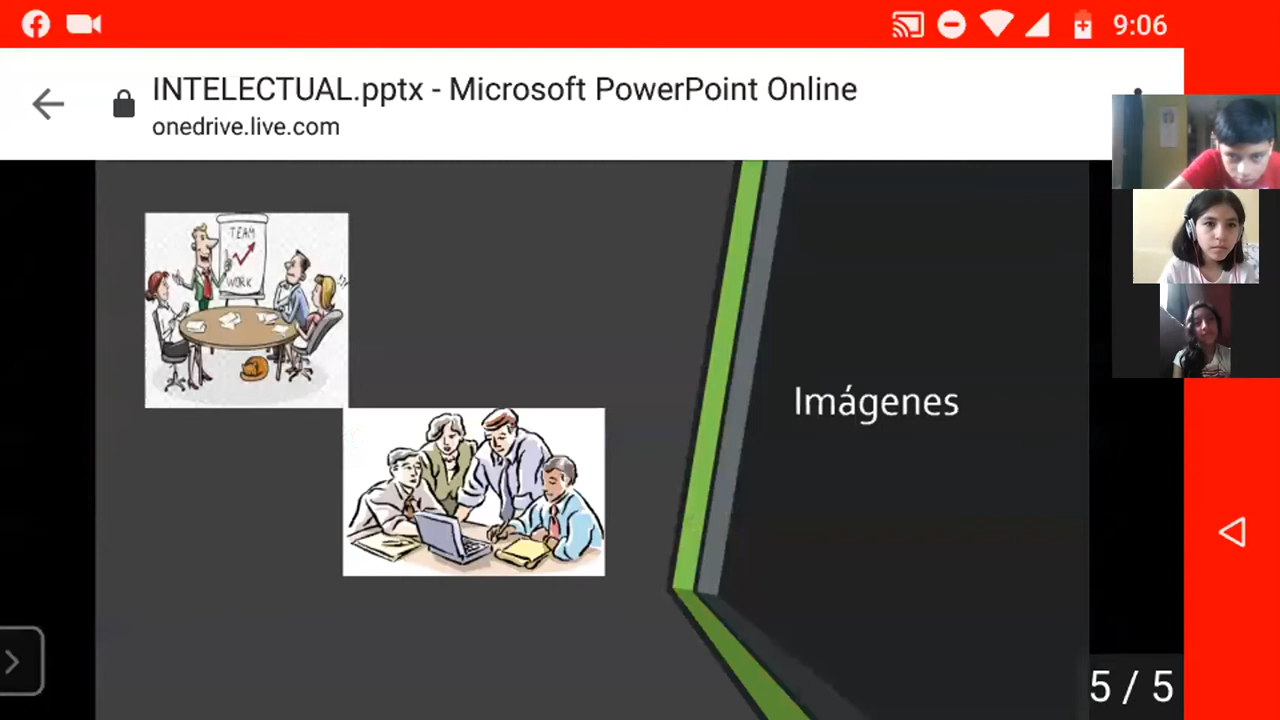 9:06
INTELECTUAL.pptx - Microsoft PowerPoint Online
onedrive.live.com
TEAM
WORK
Imágenes
5 / 5